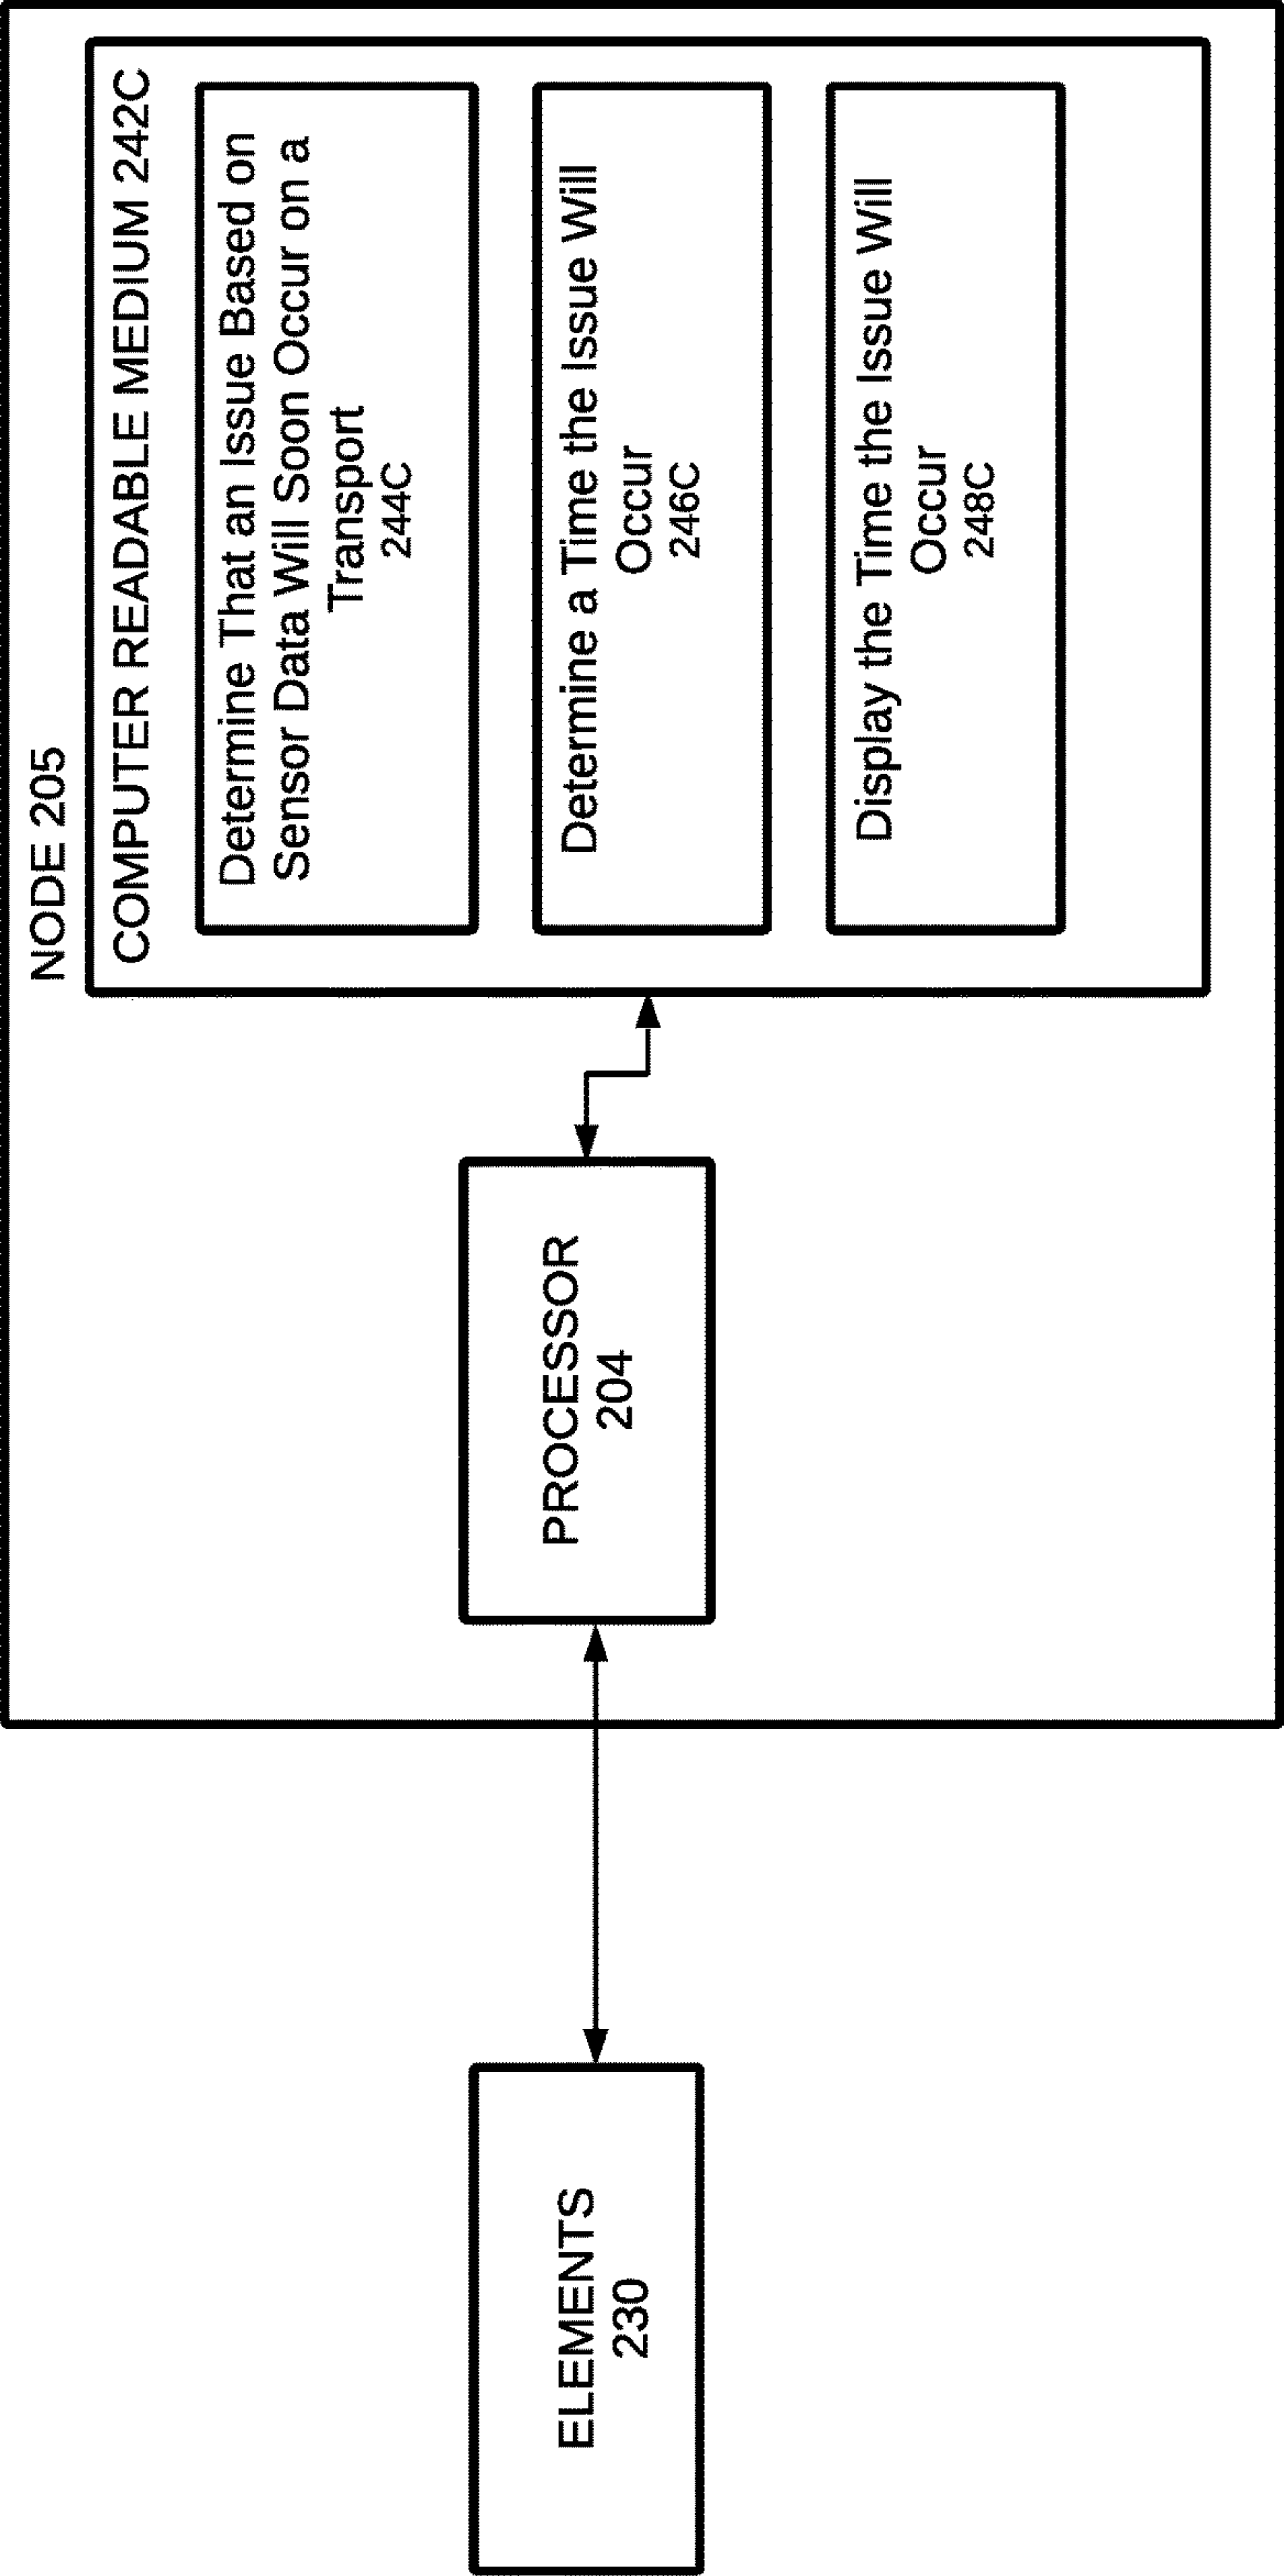 NODE 205
COMPUTER READABLE MEDIUM 242C
Determine That an Issue Based on
Sensor Data Will Soon Occur on a
Transport
244C
Determine a Time the Issue Will
Occur
246C
Display the Time the Issue Will
Occur
248C
PROCESSOR
204
ELEMENTS
230